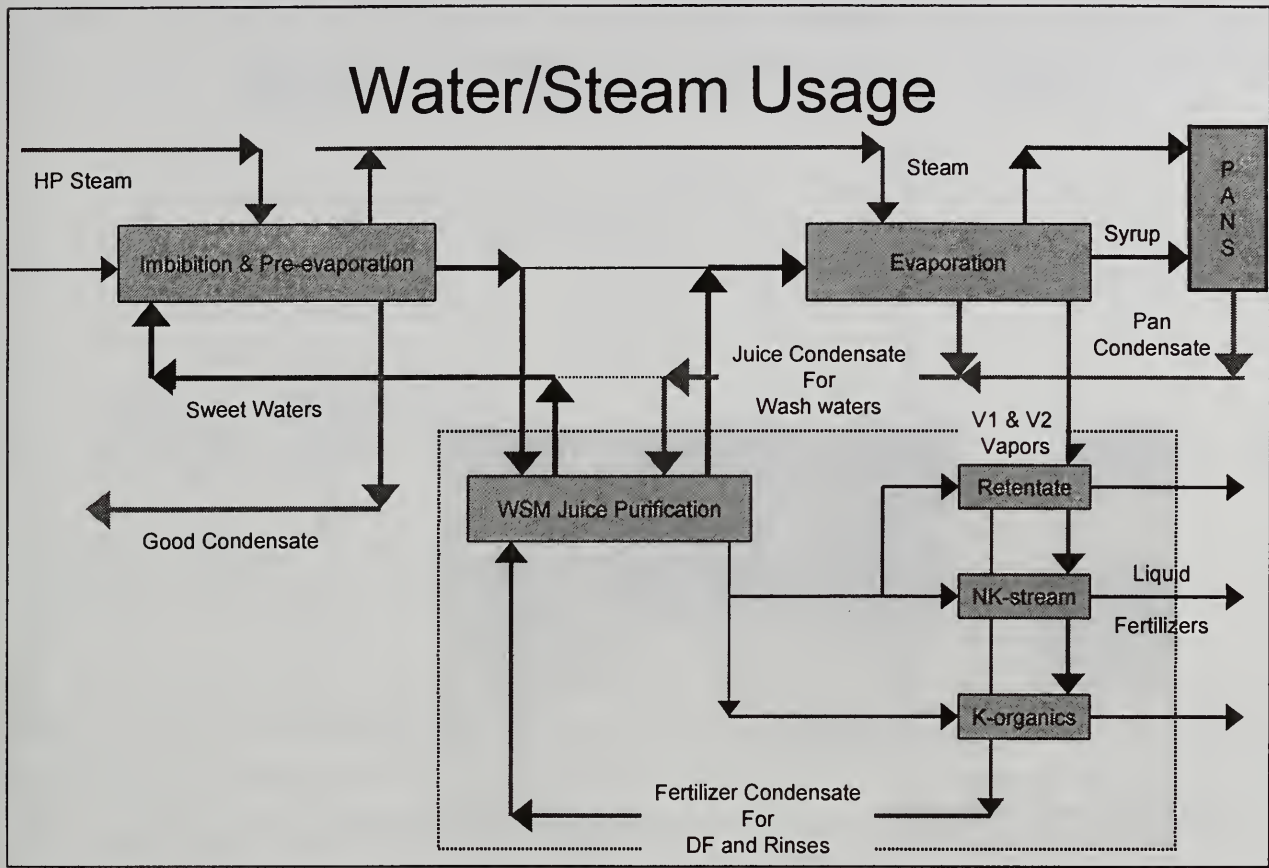 Water/Steam Usage
HP Steam
Steam
PANS
Imbibition & Pre-evaporation
Evaporation
Syrup
Pan
Condensate
Juice Condensate
For
Wash waters
Sweet Waters
V1 & V2
Vapors
Retentate
WSM Juice Purification
Good Condensate
NK-stream
Liquid
Fertilizers
K-organics
Fertilizer Condensate
For
DF and Rinses